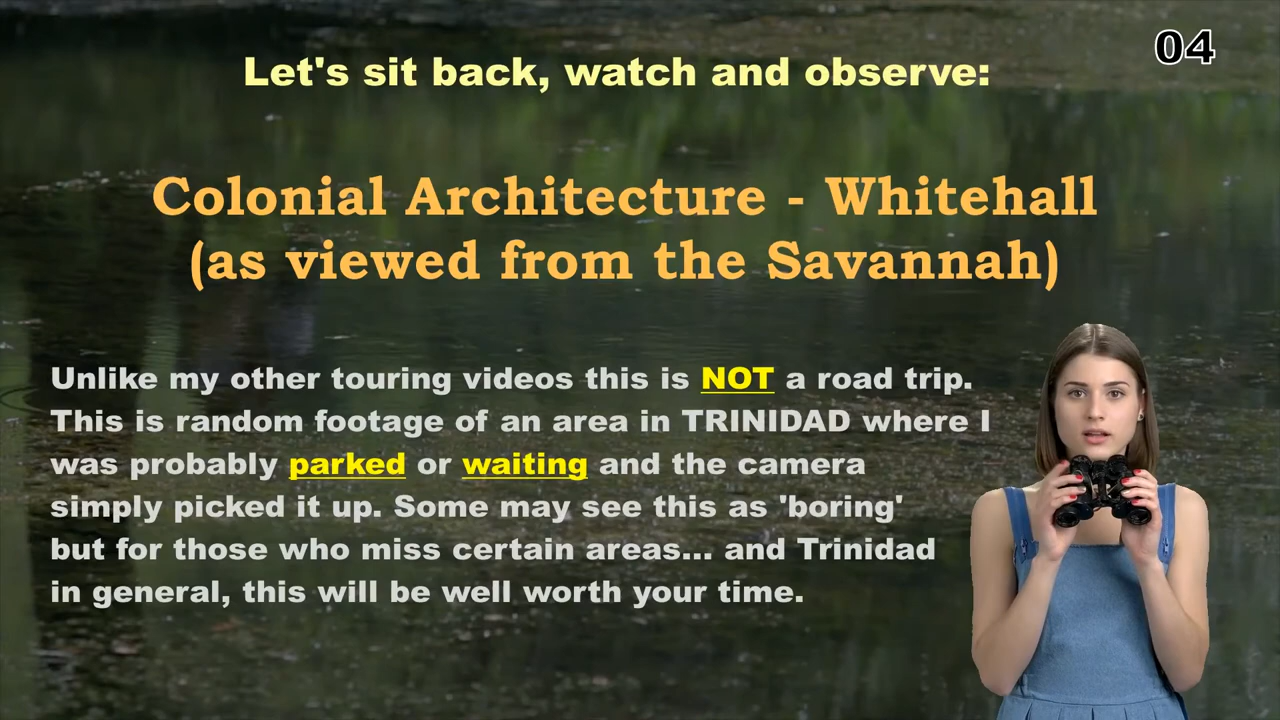 04
Let's sit back, watch and observe:
Colonial Architecture - Whitehall
(as viewed from the Savannah)
Unlike my other touring videos this is NOT a road trip.
This is random footage of an area in TRINIDAD where I
was probably parked or waiting and the camera
simply picked it up. Some may see this as 'boring'
but for those who miss certain areas... and Trinidad
in general, this will be well worth your time.